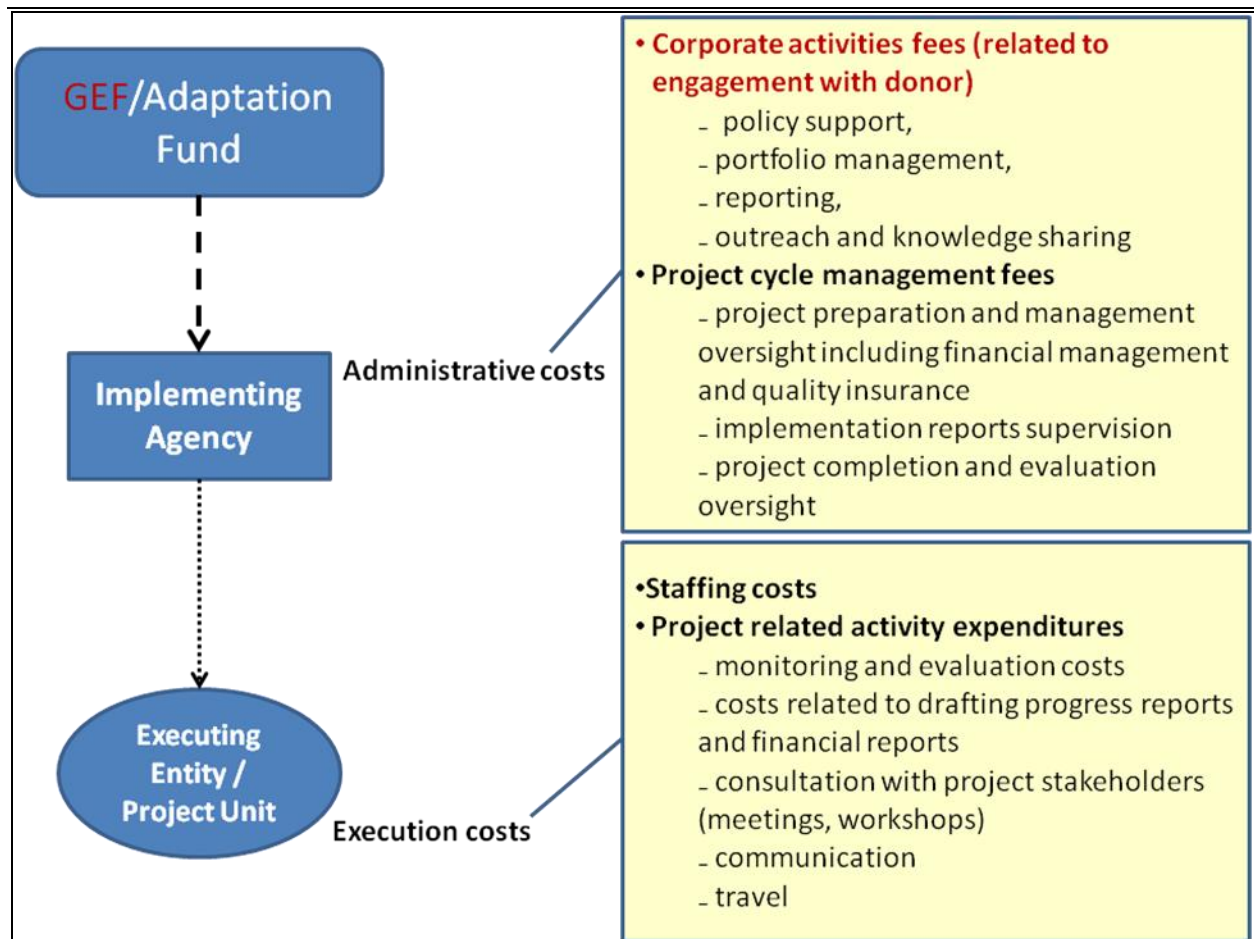 GEF/Adaptation
Fund
Implementing
Agency
Executing
Entity /
Project Unit
Administrative costs
• Corporate activities fees (related to
engagement with donor)
– policy support,
– portfolio management,
– reporting,
– outreach and knowledge sharing
• Project cycle management fees
– project preparation and management
oversight including financial management
and quality insurance
– implementation reports supervision
– project completion and evaluation
oversight
Execution costs
•Staffing costs
• Project related activity expenditures
– monitoring and evaluation costs
– costs related to drafting progress reports
and financial reports
– consultation with project stakeholders
(meetings, workshops)
– communication
– travel